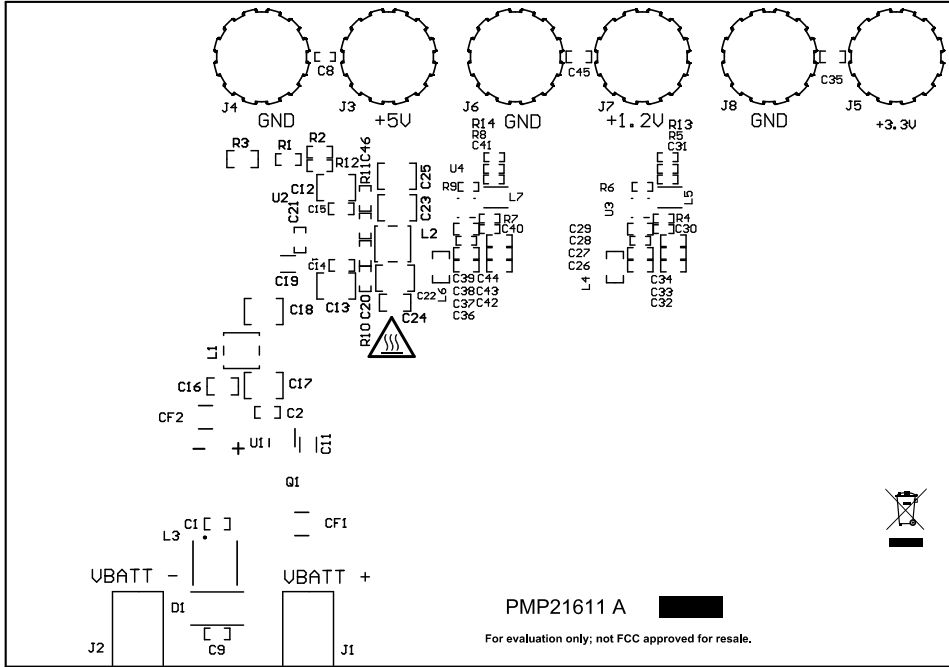 C8
C45
C35
J4
J3
J6
J7
J8
J5
GND
+5V
GND
+1.2V
GND
+3.3V
R14
R8
C41
R13
R5
C31
R3
R1
R2
R12
R11
C46
C25
U4
R9
L7
R6
L5
U2
C12
C15
C23
U3
C21
L2
R7
C40
R4
C30
C29
C28
C27
C26
C19
C14
C13
C20
R10
C22
C24
L6
C39
C38
C37
C36
C44
C43
C42
L4
C34
C33
C32
C18
L1
C16
C17
CF2
C2
- +
U1
C11
Q1
C1
CF1
L3
VBATT -
VBATT +
D1
J2
C9
J1
PMP21611 A
For evaluation only; not FCC approved for resale.